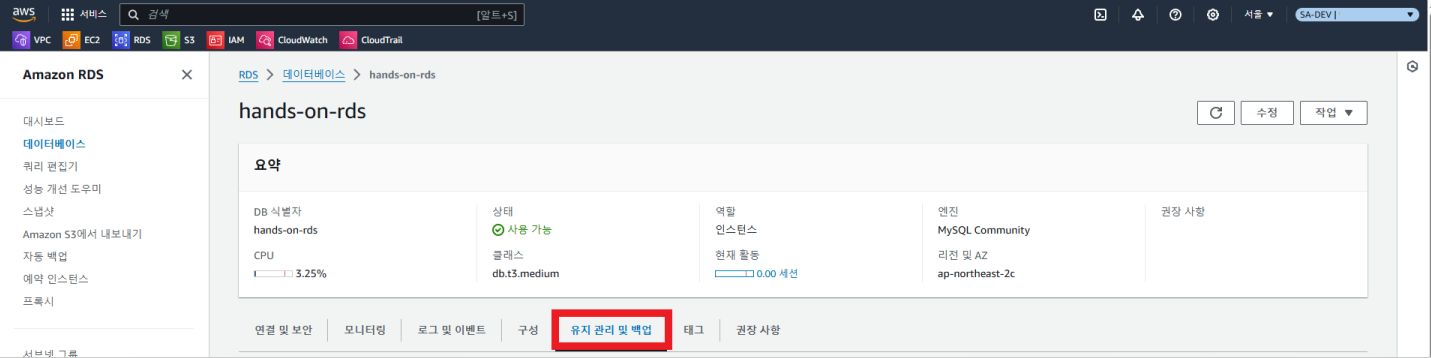 aws 서비스 검색 [알트+S] 서울 ▼ SA-DEV | ▼
VPC EC2 RDS S3 IAM CloudWatch CloudTrail
Amazon RDS
대시보드
데이터베이스
쿼리 편집기
성능 개선 도우미
스냅샷
Amazon S3에서 내보내기
자동 백업
예약 인스턴스
프록시
서브넷 그룹
RDS > 데이터베이스 > hands-on-rds
hands-on-rds
수정 작업 ▼
요약
DB 식별자
hands-on-rds
CPU
3.25%
상태
사용 가능
클래스
db.t3.medium
역할
인스턴스
현재 활동
0.00 세션
엔진
MySQL Community
리전 및 AZ
ap-northeast-2c
권장 사항
연결 및 보안 모니터링 로그 및 이벤트 구성 유지 관리 및 백업 태그 권장 사항